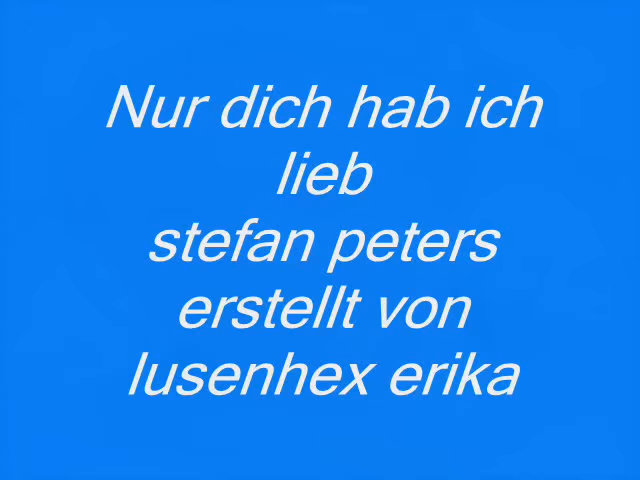 Nur dich hab ich
lieb
stefan peters
erstellt von
lusenhex erika